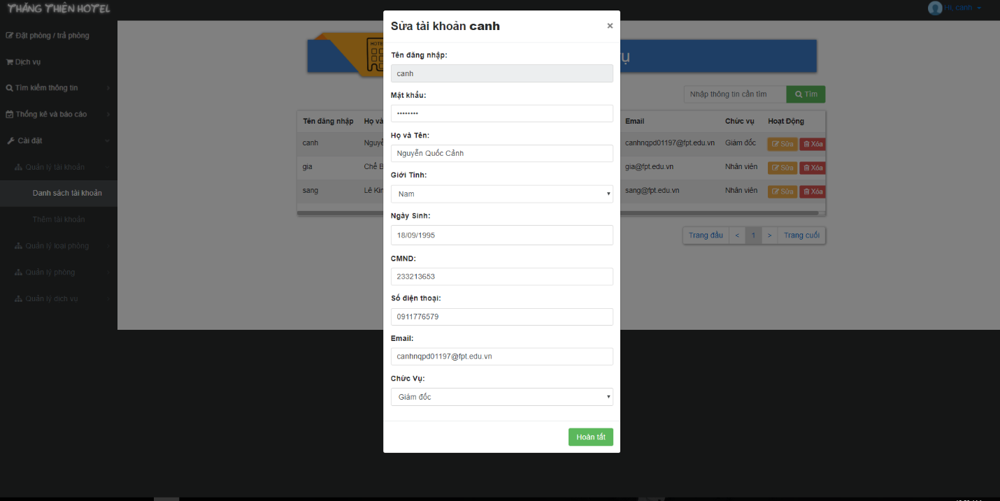 THẮNG THIÊN HOTEL
Hi, canh
Đặt phòng / trả phòng
Dịch vụ
Tìm kiếm thông tin
Thống kê và báo cáo
Cài đặt
Quản lý tài khoản
Danh sách tài khoản
Thêm tài khoản
Quản lý loại phòng
Quản lý phòng
Quản lý dịch vụ
HOTEL
Nhập thông tin cần tìm
Tìm
Tên đăng nhập Họ và Email Chức vụ Hoạt Động
canh canhnqpd01197@fpt.edu.vn Giám đốc Sửa Xóa
gia Chế gia@fpt.edu.vn Nhân viên Sửa Xóa
sang Lê sang@fpt.edu.vn Nhân viên Sửa Xóa
Trang đầu < 1 > Trang cuối
Sửa tài khoản canh ×
Tên đăng nhập:
canh
Mật khẩu:
••••••••
Họ và Tên:
Nguyễn Quốc Cảnh
Giới Tính:
Nam
Ngày Sinh:
18/09/1995
CMND:
233213653
Số điện thoại:
0911776579
Email:
canhnqpd01197@fpt.edu.vn
Chức Vụ:
Giám đốc
Hoàn tất